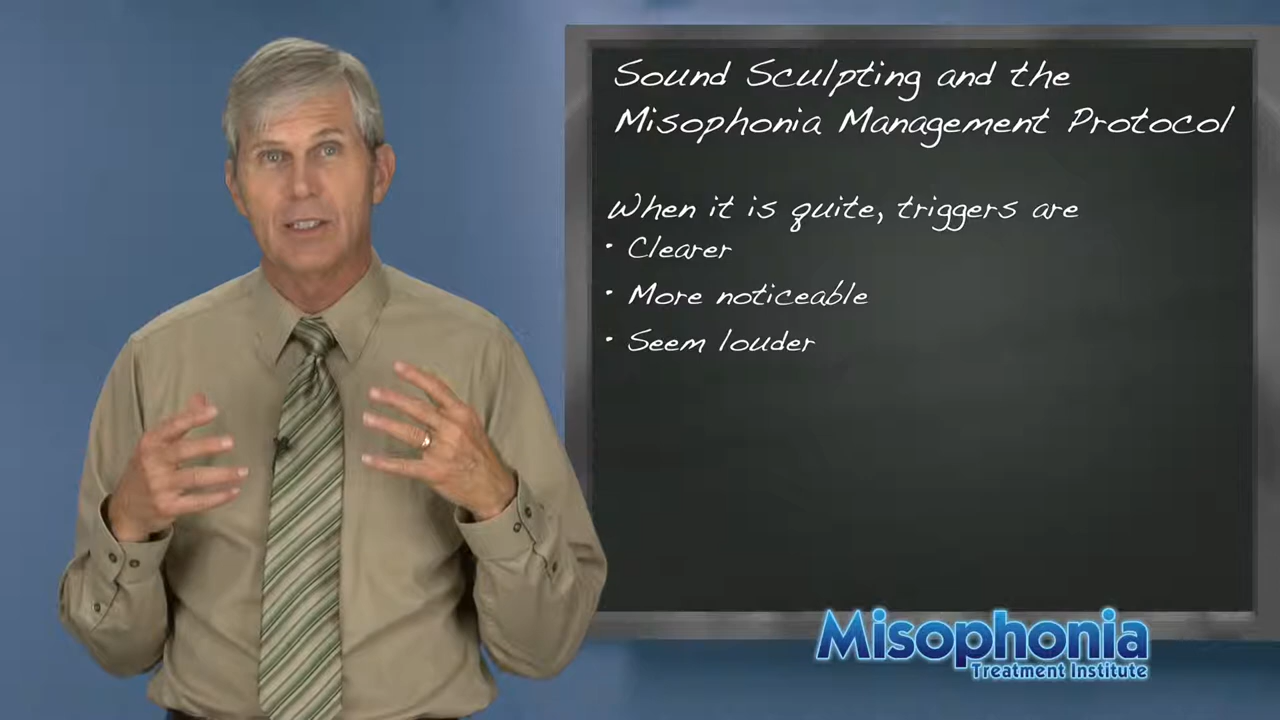 Sound Sculpting and the
Misophonia Management Protocol
When it is quite, triggers are
• Clearer
• More noticeable
• Seem louder
Misophonia
Treatment Institute